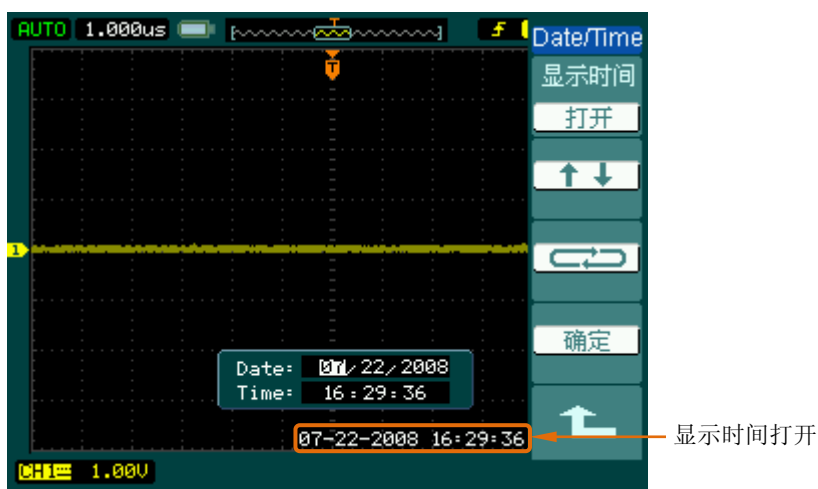 AUTO 1.000us
T
Date/Time
显示时间
打开
1
确定
Date: 07/22/2008
Time: 16:29:36
07-22-2008 16:29:36
显示时间打开
CH1 1.00V